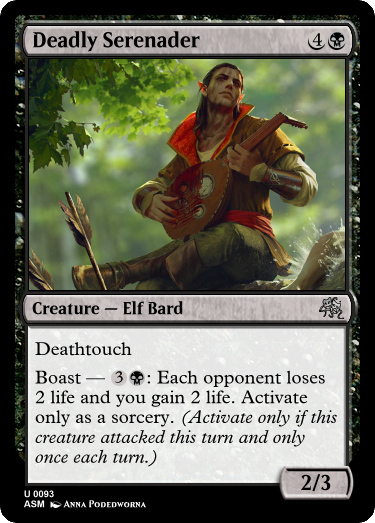 Deadly Serenader 4
Creature — Elf Bard
Deathtouch
Boast — 3: Each opponent loses
2 life and you gain 2 life. Activate
only as a sorcery. (Activate only if this
creature attacked this turn and only
once each turn.)
2/3
U 0093
ASM Anna Podedworna